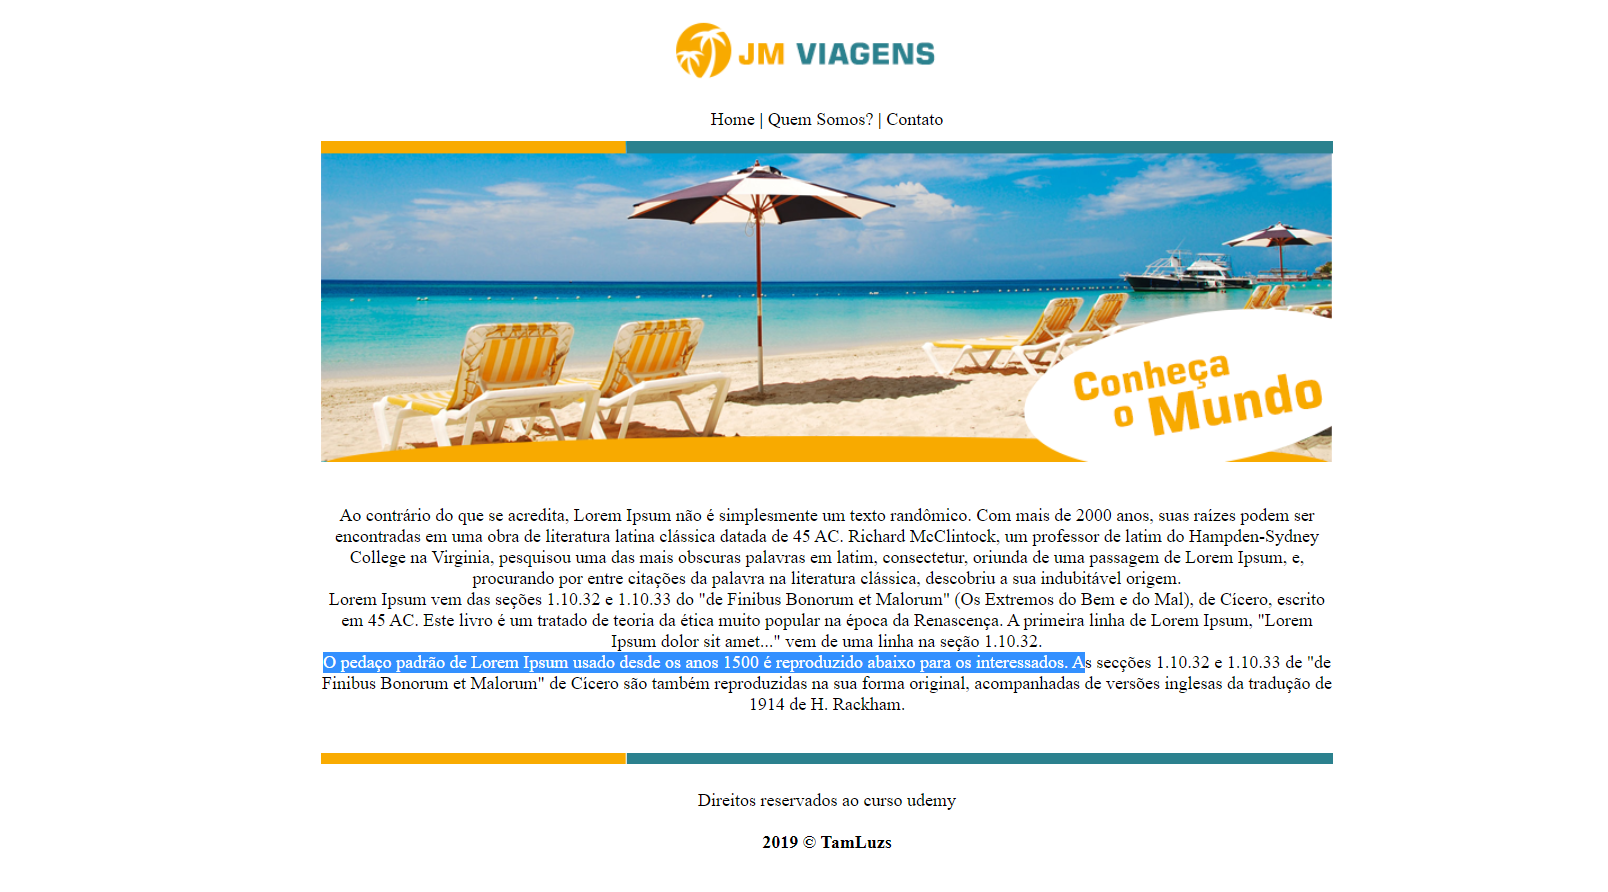 JM VIAGENS
Home | Quem Somos? | Contato
Conheça
o Mundo
Ao contrário do que se acredita, Lorem Ipsum não é simplesmente um texto randômico. Com mais de 2000 anos, suas raízes podem ser
encontradas em uma obra de literatura latina clássica datada de 45 AC. Richard McClintock, um professor de latim do Hampden-Sydney
College na Virginia, pesquisou uma das mais obscuras palavras em latim, consectetur, oriunda de uma passagem de Lorem Ipsum, e,
procurando por entre citações da palavra na literatura clássica, descobriu a sua indubitável origem.
Lorem Ipsum vem das seções 1.10.32 e 1.10.33 do "de Finibus Bonorum et Malorum" (Os Extremos do Bem e do Mal), de Cícero, escrito
em 45 AC. Este livro é um tratado de teoria da ética muito popular na época da Renascença. A primeira linha de Lorem Ipsum, "Lorem
Ipsum dolor sit amet..." vem de uma linha na seção 1.10.32.
O pedaço padrão de Lorem Ipsum usado desde os anos 1500 é reproduzido abaixo para os interessados. As secções 1.10.32 e 1.10.33 de "de
Finibus Bonorum et Malorum" de Cícero são também reproduzidas na sua forma original, acompanhadas de versões inglesas da tradução de
1914 de H. Rackham.
Direitos reservados ao curso udemy
2019 © TamLuzs